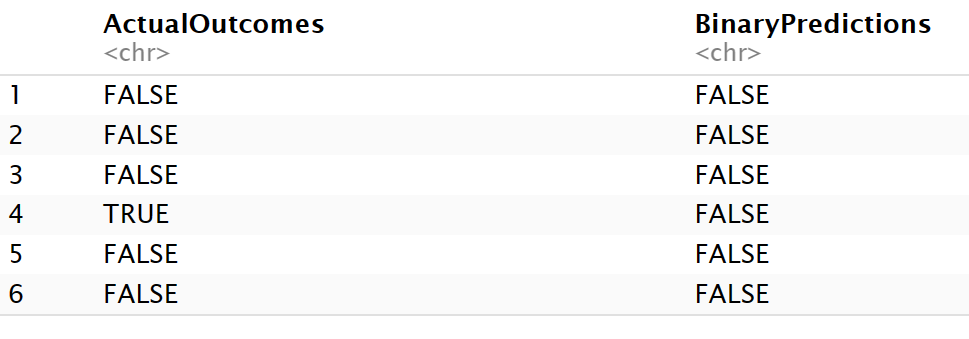 ActualOutcomes BinaryPredictions
<chr> <chr>
1 FALSE FALSE
2 FALSE FALSE
3 FALSE FALSE
4 TRUE FALSE
5 FALSE FALSE
6 FALSE FALSE